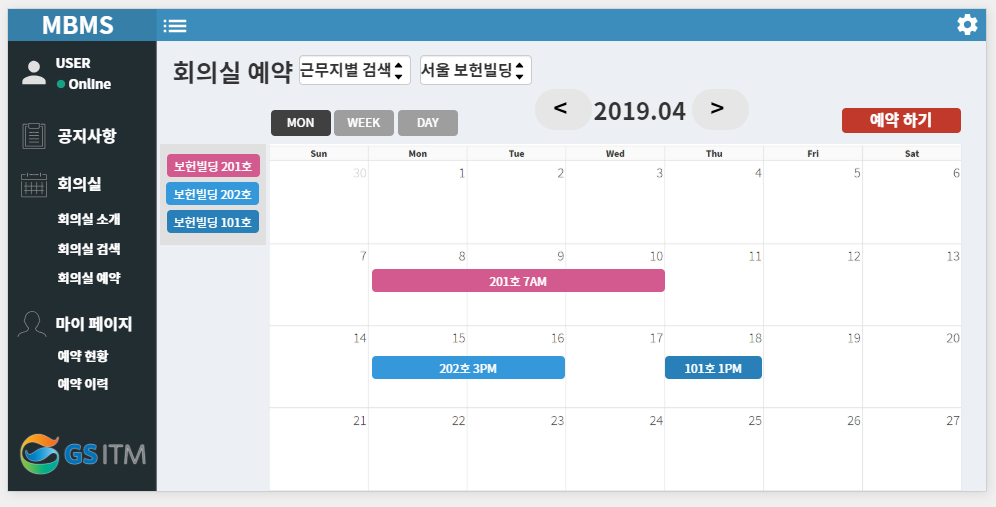 MBMS
USER
Online
공지사항
회의실
회의실 소개
회의실 검색
회의실 예약
마이 페이지
예약 현황
예약 이력
GS ITM
회의실 예약 근무지별 검색 서울 보헌빌딩
MON WEEK DAY < 2019.04 > 예약 하기
보헌빌딩 201호
보헌빌딩 202호
보헌빌딩 101호
Sun Mon Tue Wed Thu Fri Sat
30 1 2 3 4 5 6
7 8 9 10 11 12 13
201호 7AM
14 15 16 17 18 19 20
202호 3PM 101호 1PM
21 22 23 24 25 26 27